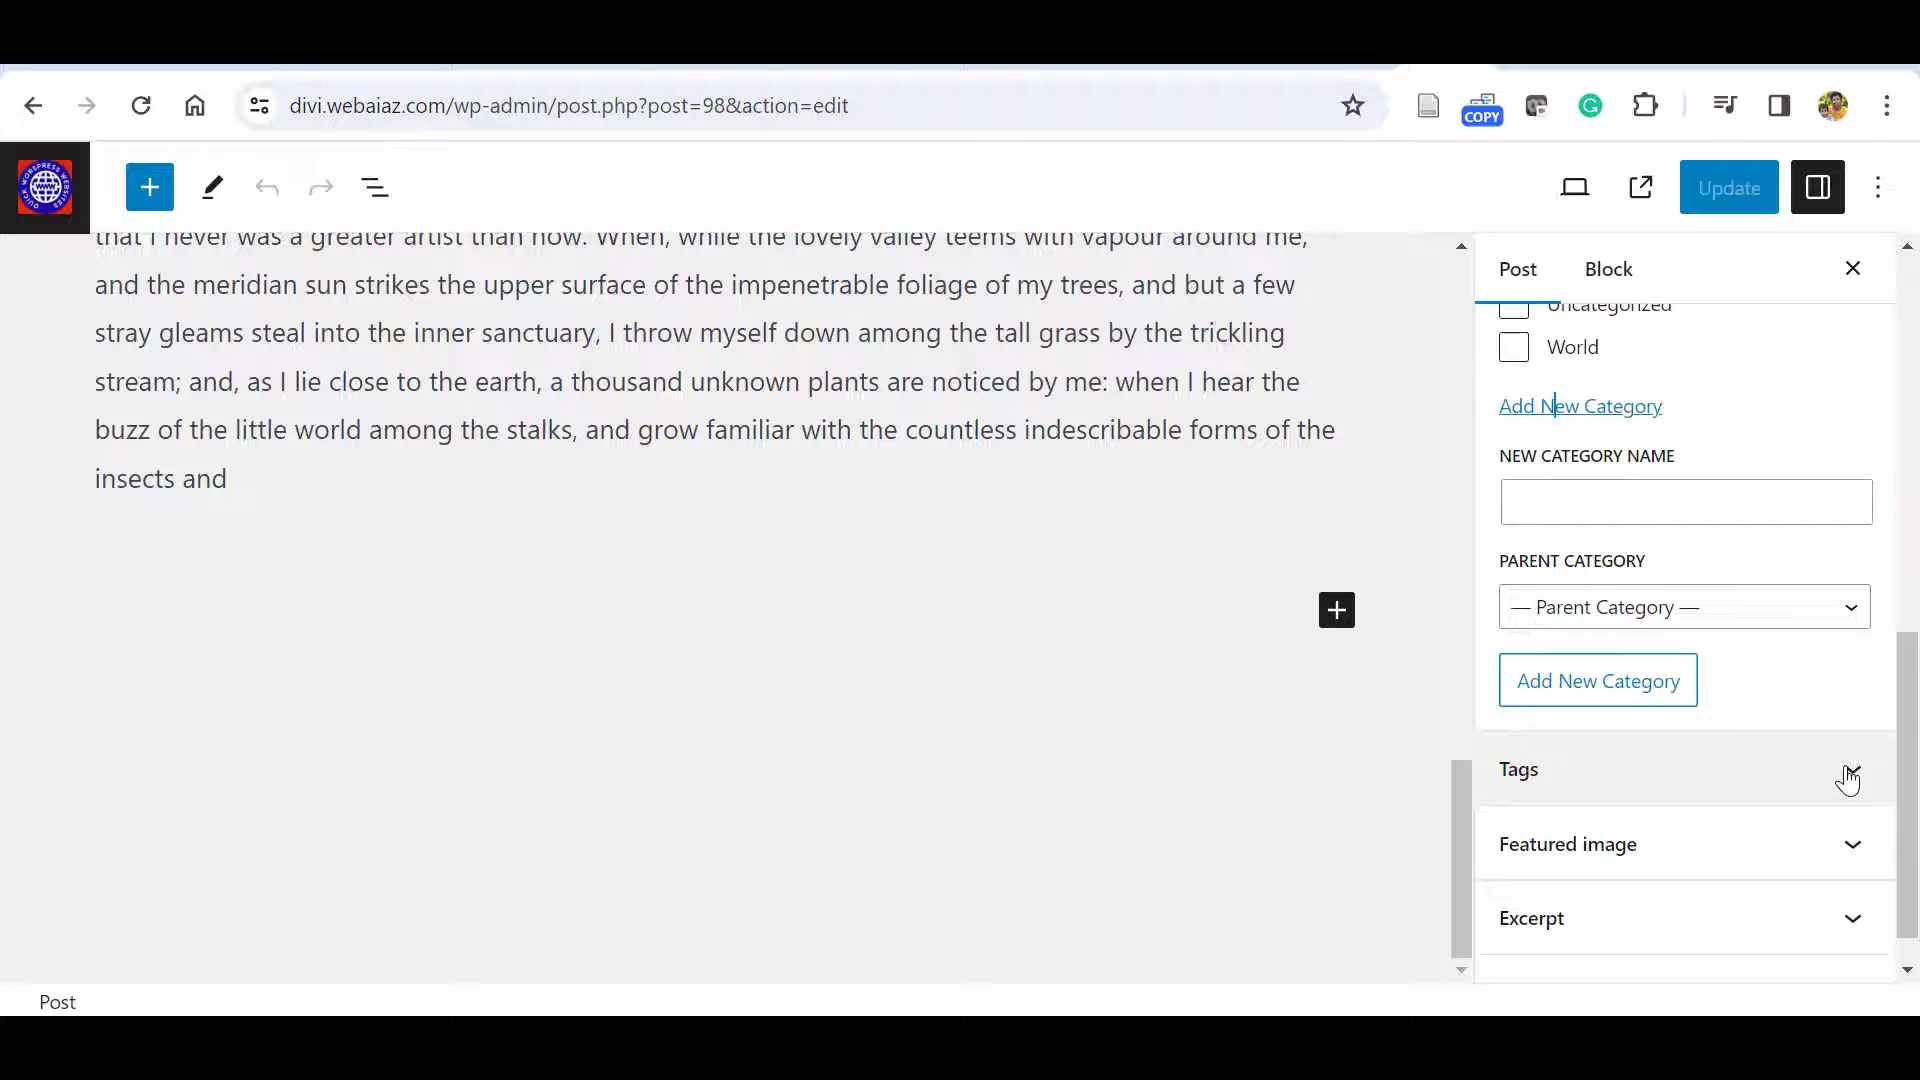 divi.webaiaz.com/wp-admin/post.php?post=98&action=edit
COPY
QUICK WORSPRESS WEBSITES
Update
that I never was a greater artist than now. When, while the lovely valley teems with vapour around me,
and the meridian sun strikes the upper surface of the impenetrable foliage of my trees, and but a few
stray gleams steal into the inner sanctuary, I throw myself down among the tall grass by the trickling
stream; and, as I lie close to the earth, a thousand unknown plants are noticed by me: when I hear the
buzz of the little world among the stalks, and grow familiar with the countless indescribable forms of the
insects and
Post Block
Uncategorized
World
Add New Category
NEW CATEGORY NAME
PARENT CATEGORY
— Parent Category —
Add New Category
Tags
Featured image
Excerpt
Post